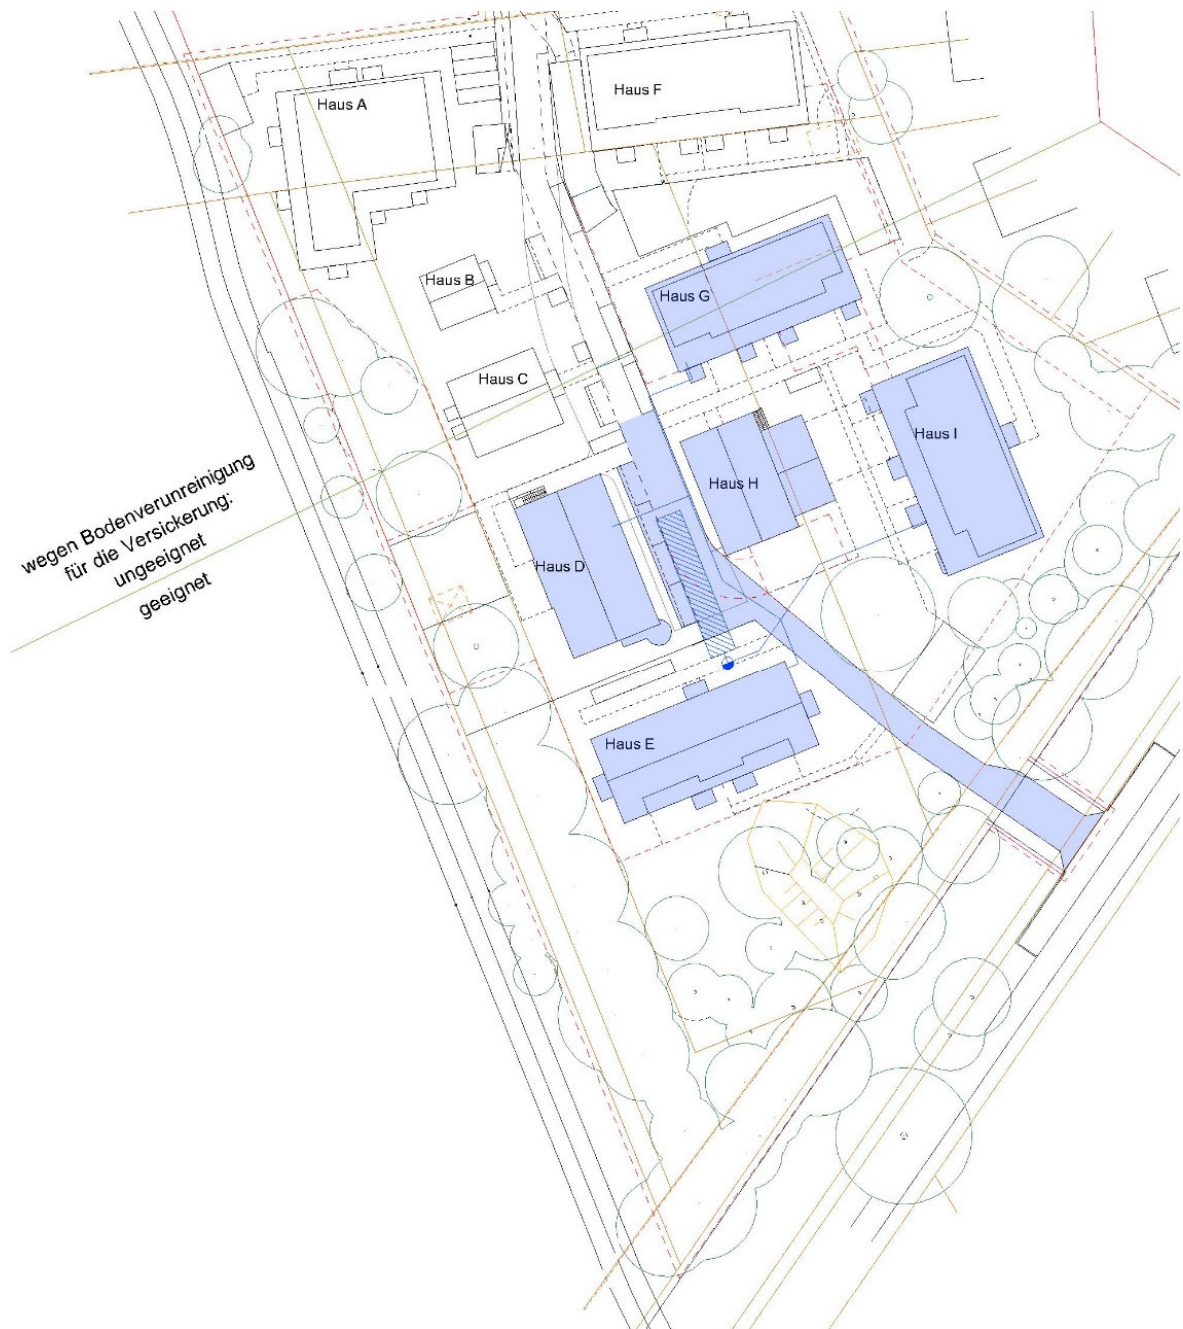 Haus A
Haus F
Haus B
Haus G
Haus C
Haus I
Haus H
wegen Bodenverunreinigung
für die Versickerung:
ungeeignet
geeignet
Haus D
Haus E